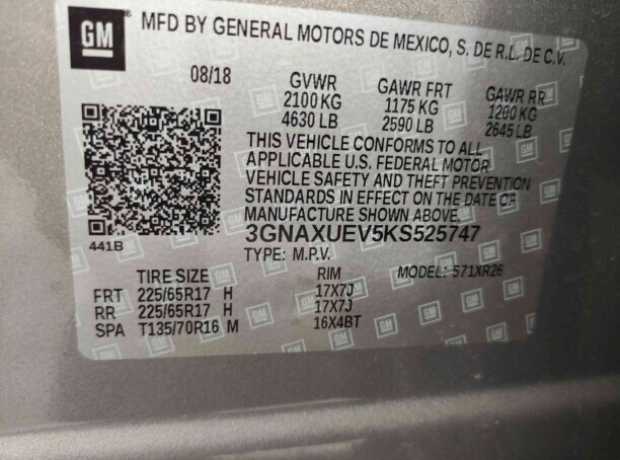 GM
MFD BY GENERAL MOTORS DE MEXICO, S. DE R.L. DE C.V.
08/18 GVWR GAWR FRT GAWR RR
2100 KG 1175 KG 1200 KG
4630 LB 2590 LB 2645 LB
THIS VEHICLE CONFORMS TO ALL
APPLICABLE U.S. FEDERAL MOTOR
VEHICLE SAFETY AND THEFT PREVENTION
STANDARDS IN EFFECT ON THE DATE OF
MANUFACTURE SHOWN ABOVE.
441B 3GNAXUEV5KS525747
TYPE: M.P.V. MODEL: 571XR26
TIRE SIZE RIM
FRT 225/65R17 H 17X7J
RR 225/65R17 H 17X7J
SPA T135/70R16 M 16X4BT